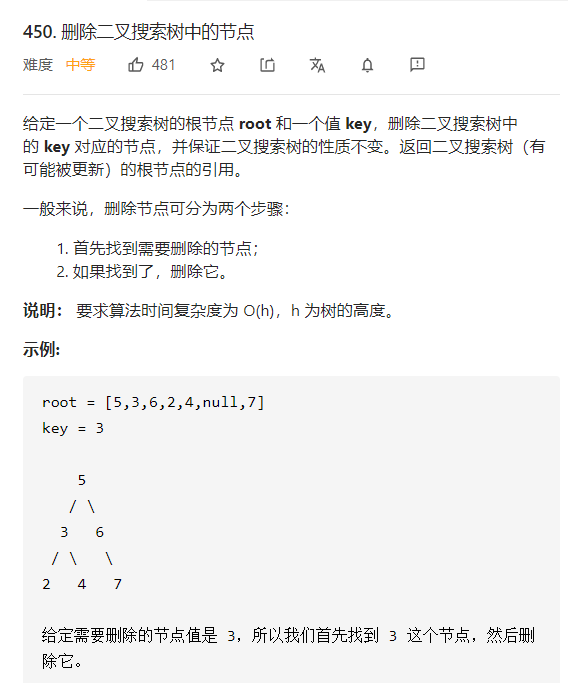 450. 删除二叉搜索树中的节点
难度 中等 481
给定一个二叉搜索树的根节点 root 和一个值 key，删除二叉搜索树中
的 key 对应的节点，并保证二叉搜索树的性质不变。返回二叉搜索树（有
可能被更新）的根节点的引用。
一般来说，删除节点可分为两个步骤：
1. 首先找到需要删除的节点；
2. 如果找到了，删除它。
说明： 要求算法时间复杂度为 O(h)，h 为树的高度。
示例:
root = [5,3,6,2,4,null,7]
key = 3
5
/ \
3 6
/ \ \
2 4 7
给定需要删除的节点值是 3，所以我们首先找到 3 这个节点，然后删
除它。